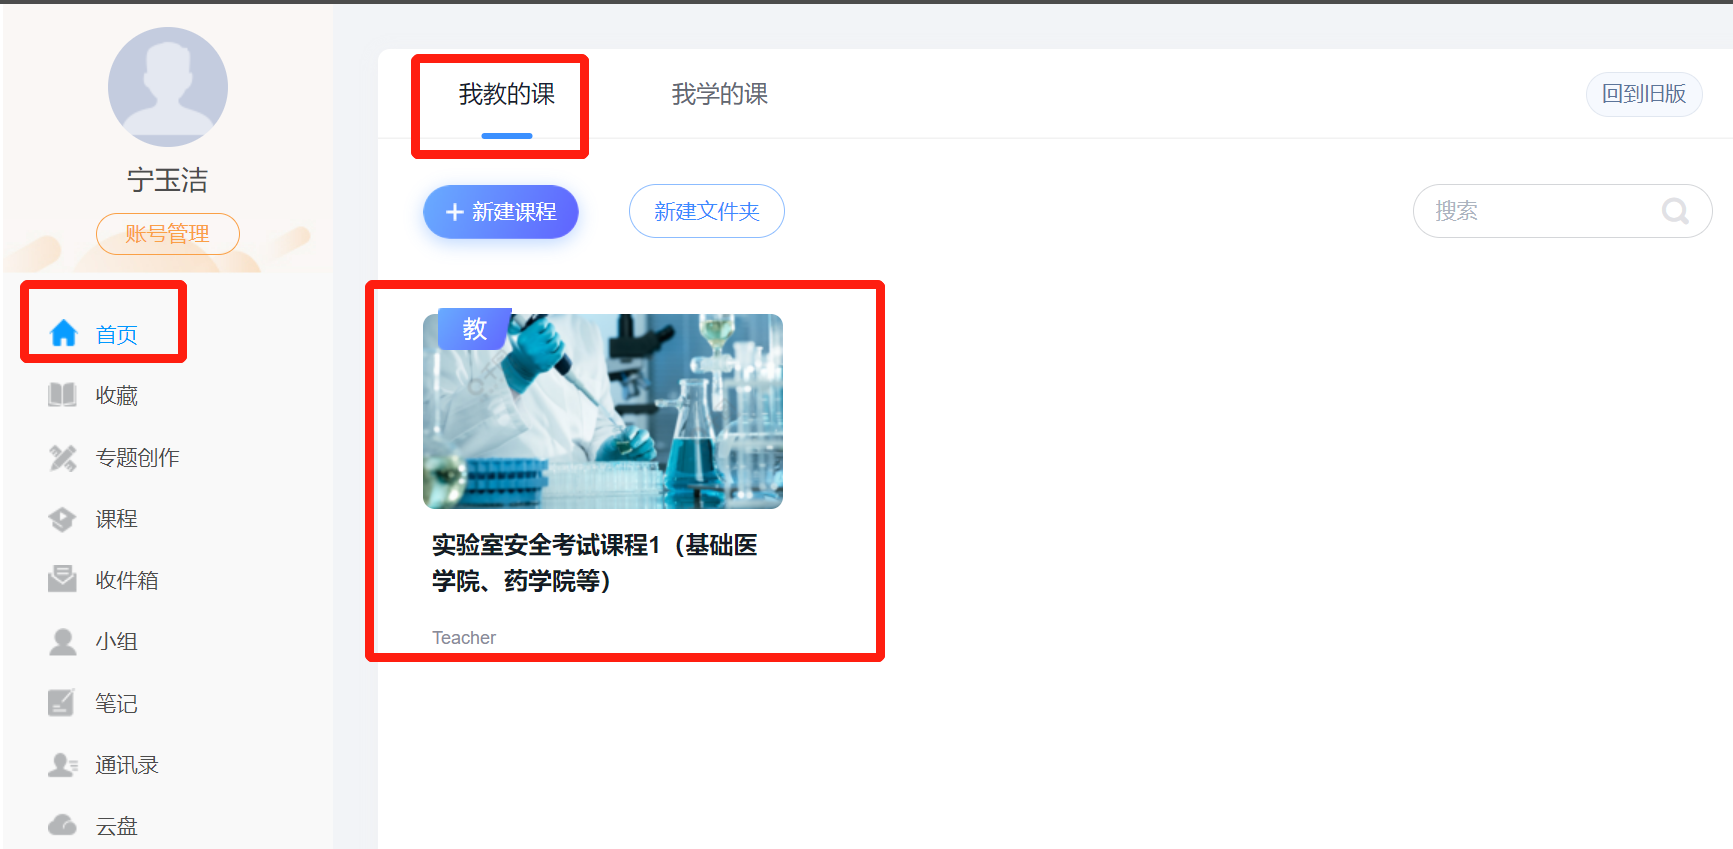 宁玉洁
账号管理
首页
收藏
专题创作
课程
收件箱
小组
笔记
通讯录
云盘
我教的课
我学的课
回到旧版
+ 新建课程
新建文件夹
搜索
教
实验室安全考试课程1（基础医
学院、药学院等）
Teacher